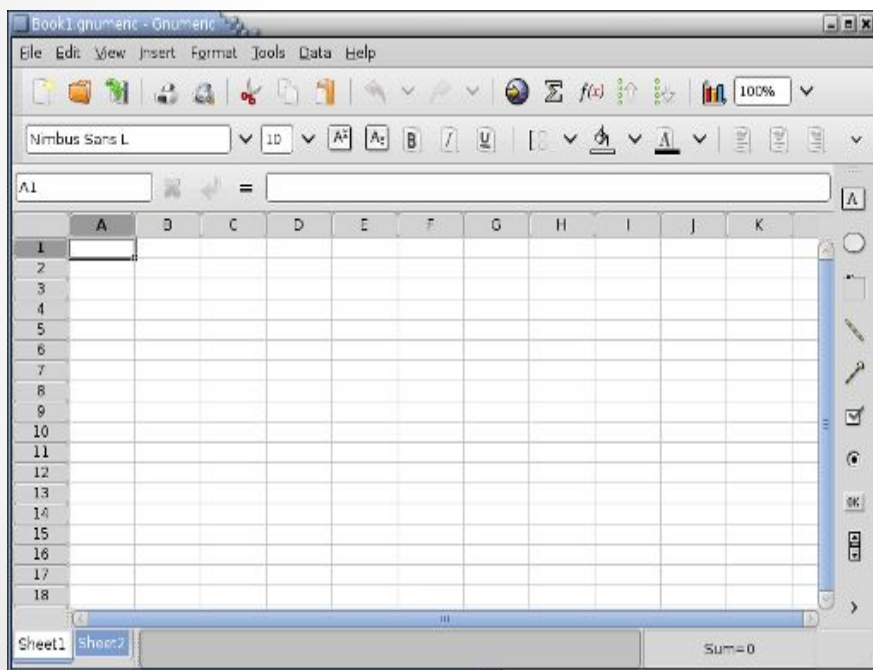 Book1.gnumeric - Gnumeric
File Edit View Insert Format Tools Data Help
f(x) 100%
Nimbus Sans L 10 B I U A
A1 =
A
A B C D E F G H I J K
1
2
3
4
5
6
7
8
9
10
11
12
13
14
15
16
17
18
OK
Sheet1 Sheet2 Sum=0